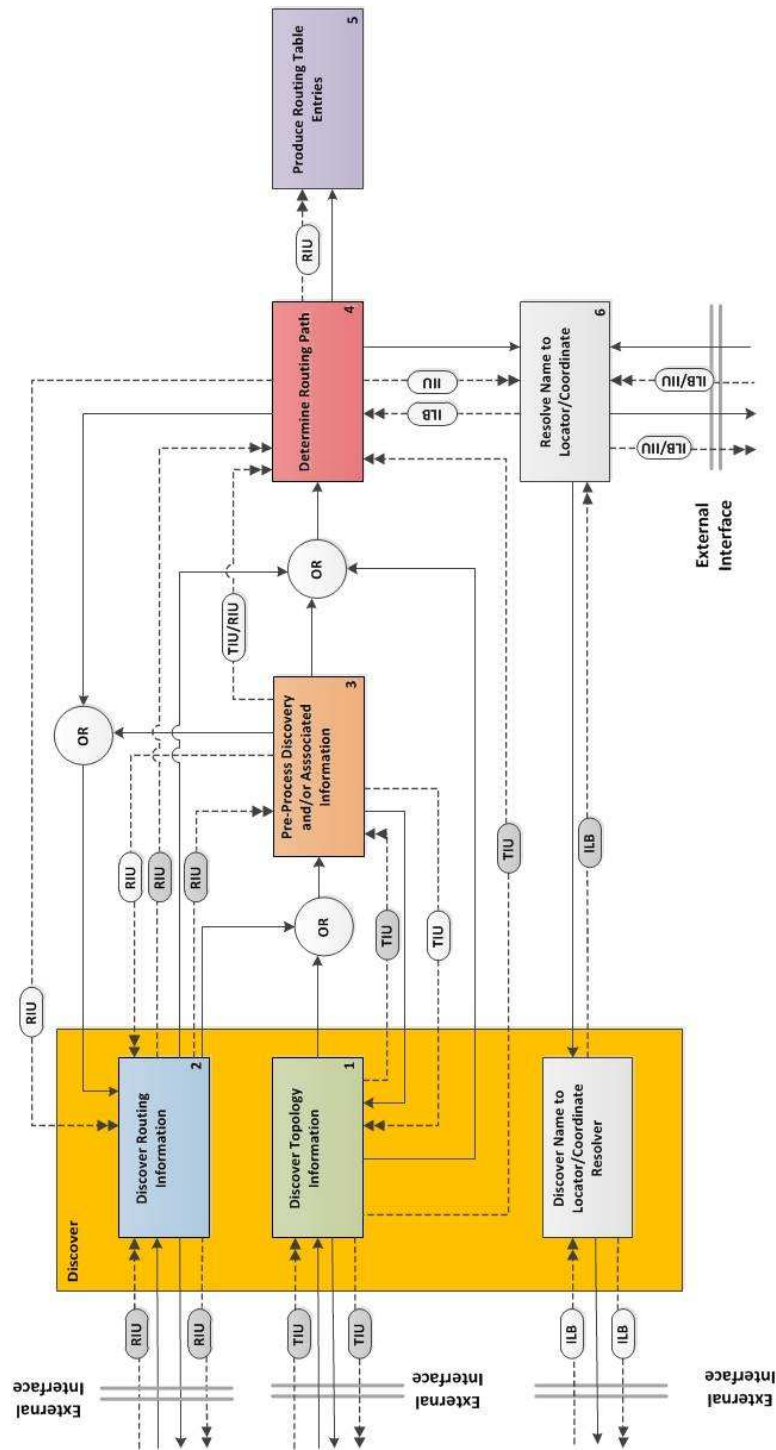 Discover
External
Interface
RIU
RIU
Discover Routing
Information
2
RIU
RIU
RIU
RIU
OR
TIU/RIU
External
Interface
TIU
TIU
Discover Topology
Information
1
OR
TIU
TIU
Pre-Process Discovery
and/or Asssociated
Information
3
OR
TIU
Determine Routing Path
4
RIU
Produce Routing Table
Entries
5
External
Interface
ILB
ILB
Discover Name to
Locator/Coordinate
Resolver
ILB
ILB
IIU
Resolve Name to
Locator/Coordinate
6
ILB/IIU
ILB/IIU
External
Interface